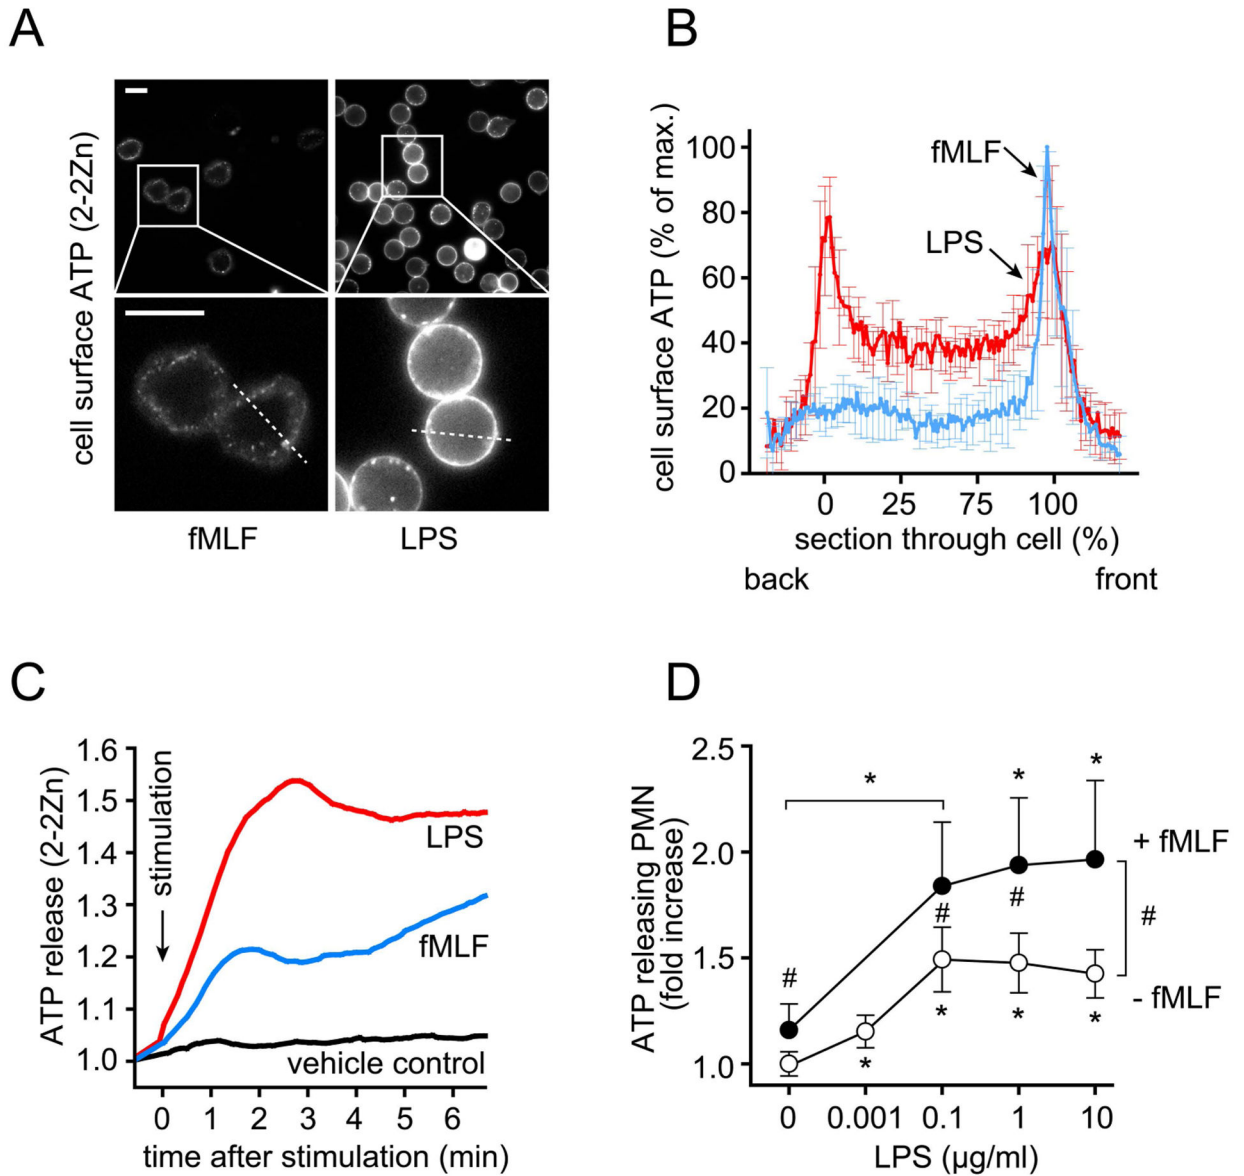 A
cell surface ATP (2-2Zn)
fMLF
LPS
B
cell surface ATP (% of max.)
100
80
60
40
20
0
fMLF
LPS
0 25 75 100
section through cell (%)
back front
C
ATP release (2-2Zn)
1.6
1.5
1.4
1.3
1.2
1.1
1.0
stimulation
LPS
fMLF
vehicle control
0 1 2 3 4 5 6
time after stimulation (min)
D
ATP releasing PMN
(fold increase)
2.5
2.0
1.5
1.0
*
*
*
+ fMLF
#
#
#
#
- fMLF
*
*
*
*
0 0.001 0.1 1 10
LPS (µg/ml)